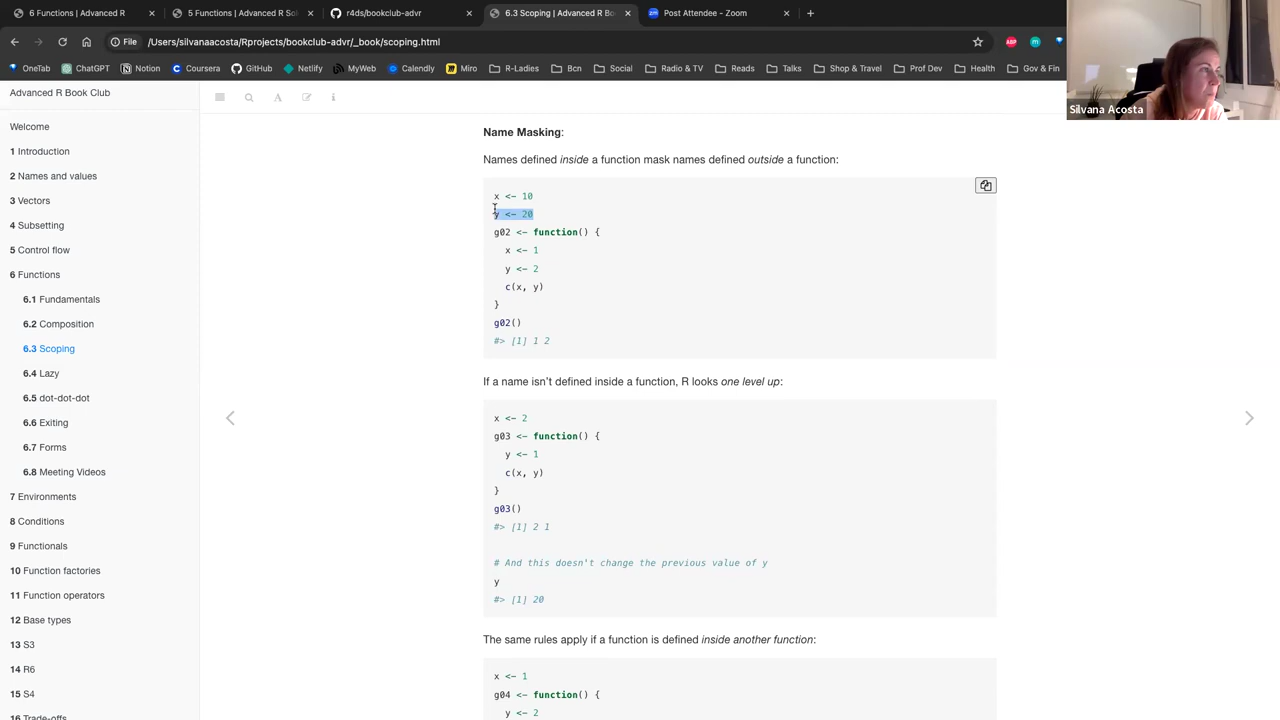 6 Functions | Advanced R
5 Functions | Advanced R Sol
r4ds/bookclub-advr
6.3 Scoping | Advanced R Bo
Post Attendee - Zoom
File
/Users/silvanaacosta/Rprojects/bookclub-advr/_book/scoping.html
OneTab
ChatGPT
Notion
Coursera
GitHub
Netlify
MyWeb
Calendly
Miro
R-Ladies
Bcn
Social
Radio & TV
Reads
Talks
Shop & Travel
Prof Dev
Health
Gov & Fin
Silvana Acosta
Advanced R Book Club
Welcome
1 Introduction
2 Names and values
3 Vectors
4 Subsetting
5 Control flow
6 Functions
6.1 Fundamentals
6.2 Composition
6.3 Scoping
6.4 Lazy
6.5 dot-dot-dot
6.6 Exiting
6.7 Forms
6.8 Meeting Videos
7 Environments
8 Conditions
9 Functionals
10 Function factories
11 Function operators
12 Base types
13 S3
14 R6
15 S4
16 Trade-offs
Name Masking:
Names defined inside a function mask names defined outside a function:
x <- 10
y <- 20
g02 <- function() {
x <- 1
y <- 2
c(x, y)
}
g02()
#> [1] 1 2
If a name isn't defined inside a function, R looks one level up:
x <- 2
g03 <- function() {
y <- 1
c(x, y)
}
g03()
#> [1] 2 1
# And this doesn't change the previous value of y
y
#> [1] 20
The same rules apply if a function is defined inside another function:
x <- 1
g04 <- function() {
y <- 2